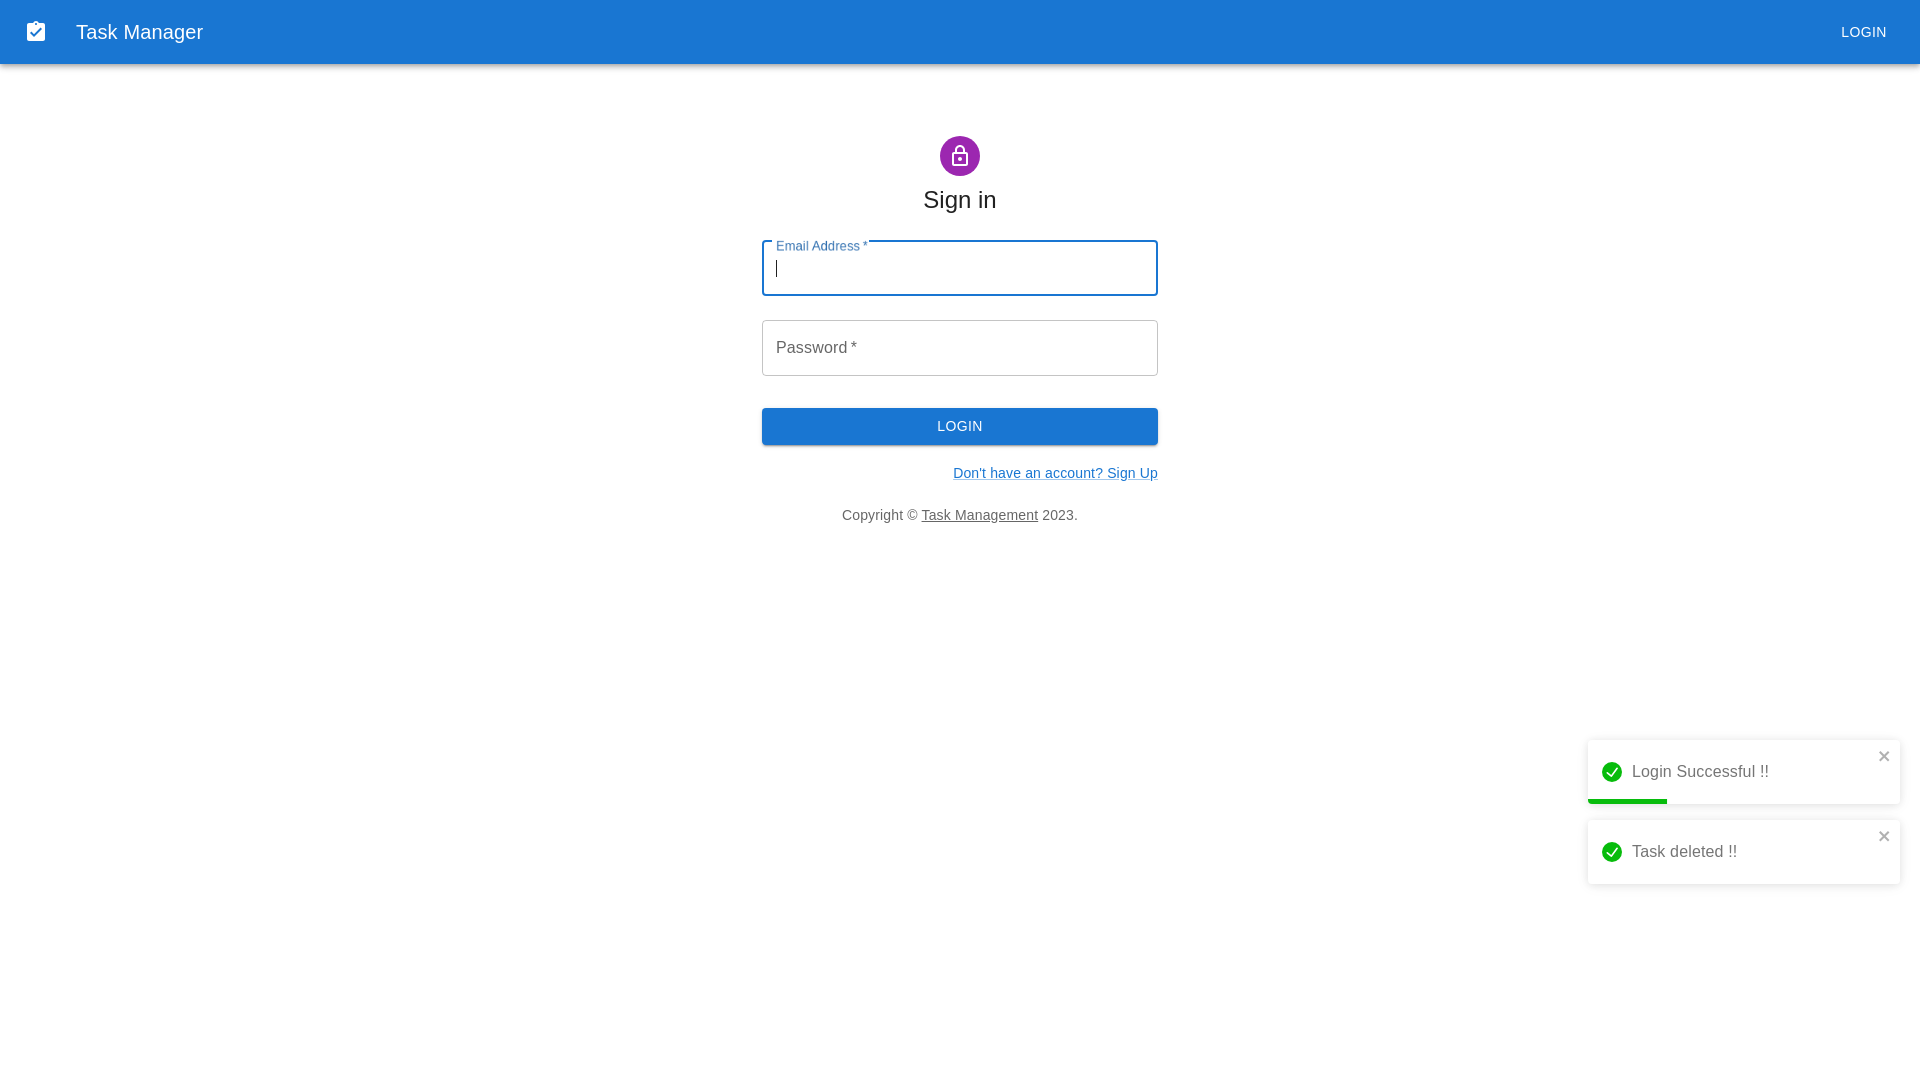 Task Manager
LOGIN
Sign in
Email Address *
Password *
LOGIN
Don't have an account? Sign Up
Copyright © Task Management 2023.
Login Successful !!
Task deleted !!